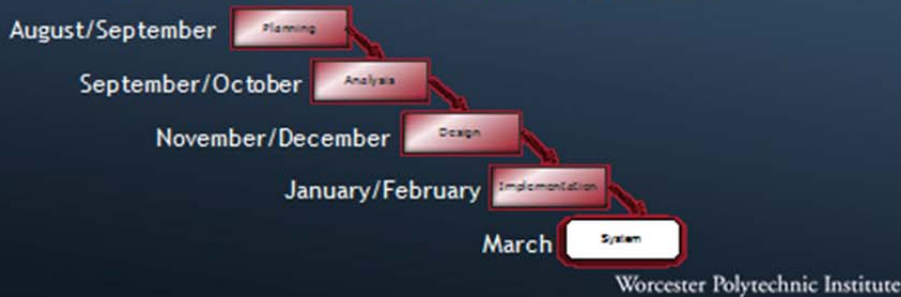 August/September Planning
September/October Analysis
November/December Design
January/February Implementation
March System
Worcester Polytechnic Institute